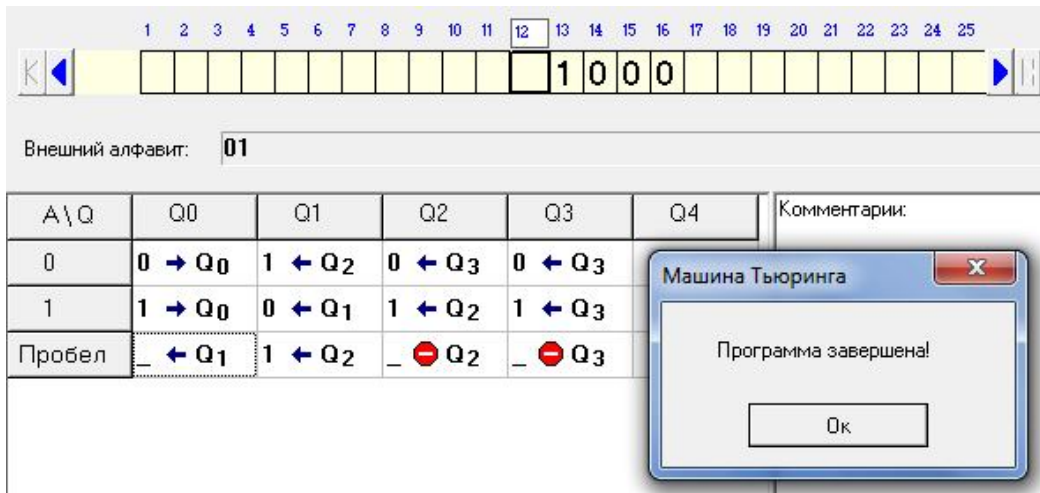 1 2 3 4 5 6 7 8 9 10 11 12 13 14 15 16 17 18 19 20 21 22 23 24 25
1 0 0 0
Внешний алфавит: 01
A\Q Q0 Q1 Q2 Q3 Q4 Комментарии:
0 0 → Q0 1 ← Q2 0 ← Q3 0 ← Q3
1 1 → Q0 0 ← Q1 1 ← Q2 1 ← Q3
Пробел _ ← Q1 1 ← Q2 _ ⛔ Q2 _ ⛔ Q3
Машина Тьюринга
Программа завершена!
Ок